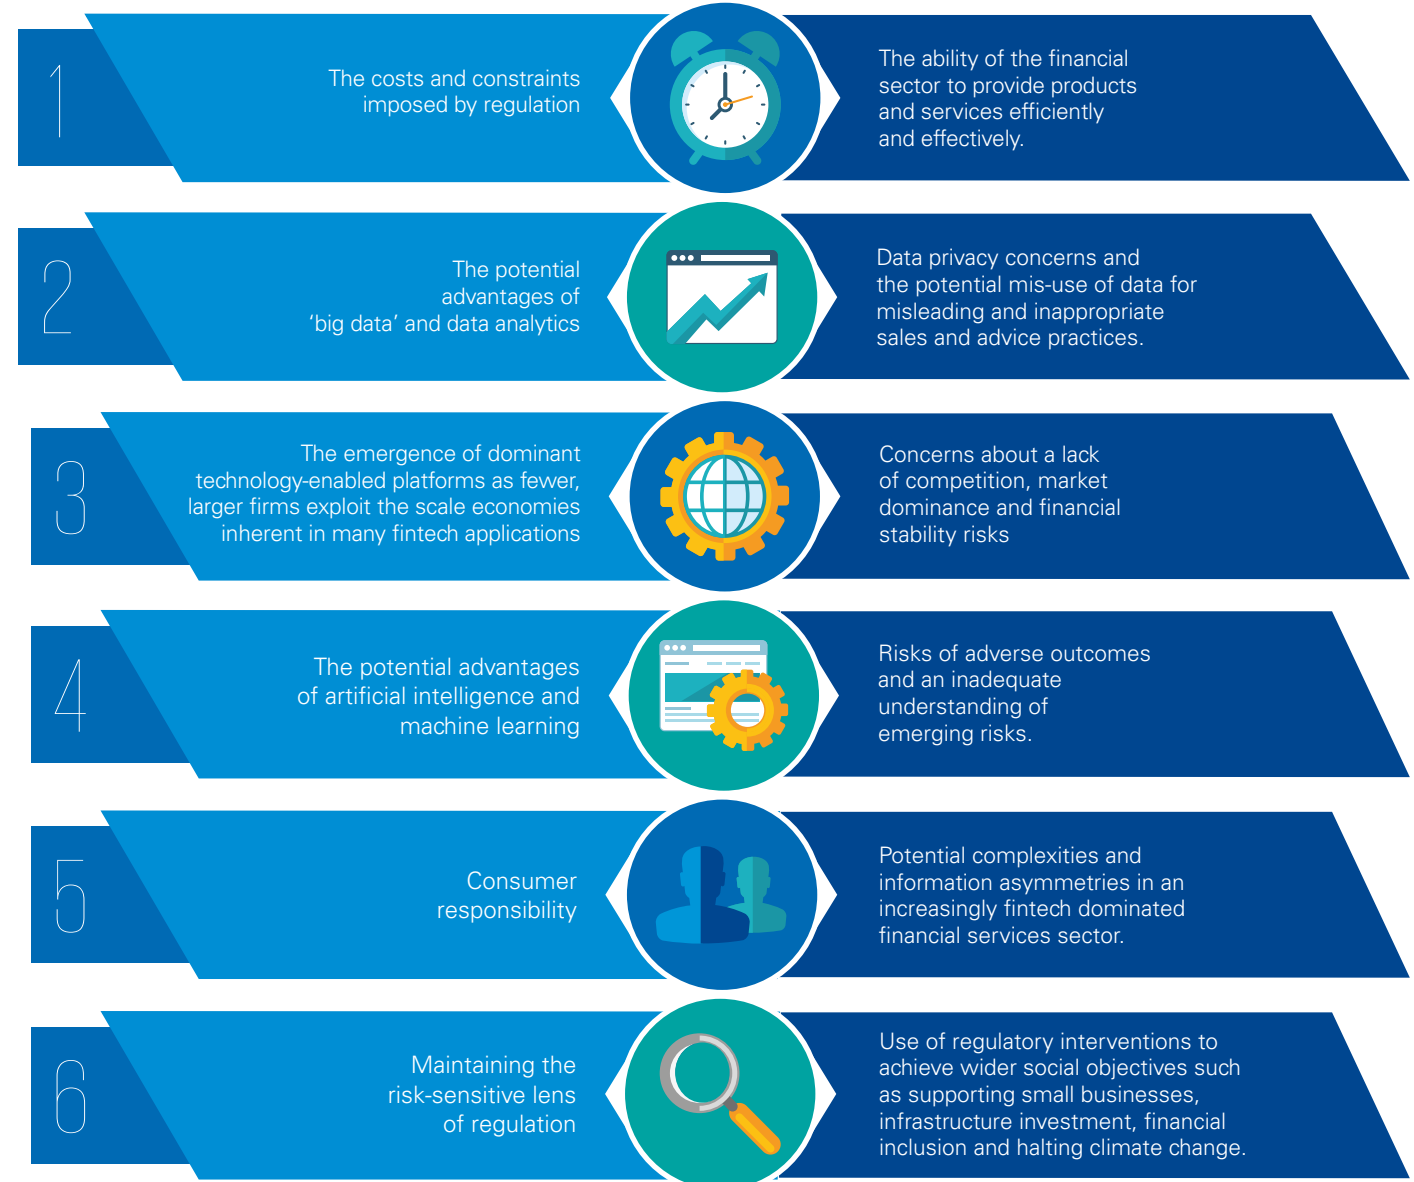 1
The costs and constraints
imposed by regulation
The ability of the financial
sector to provide products
and services efficiently
and effectively.
2
The potential
advantages of
‘big data’ and data analytics
Data privacy concerns and
the potential mis-use of data for
misleading and inappropriate
sales and advice practices.
3
The emergence of dominant
technology-enabled platforms as fewer,
larger firms exploit the scale economies
inherent in many fintech applications
Concerns about a lack
of competition, market
dominance and financial
stability risks
4
The potential advantages
of artificial intelligence and
machine learning
Risks of adverse outcomes
and an inadequate
understanding of
emerging risks.
5
Consumer
responsibility
Potential complexities and
information asymmetries in an
increasingly fintech dominated
financial services sector.
6
Maintaining the
risk-sensitive lens
of regulation
Use of regulatory interventions to
achieve wider social objectives such
as supporting small businesses,
infrastructure investment, financial
inclusion and halting climate change.